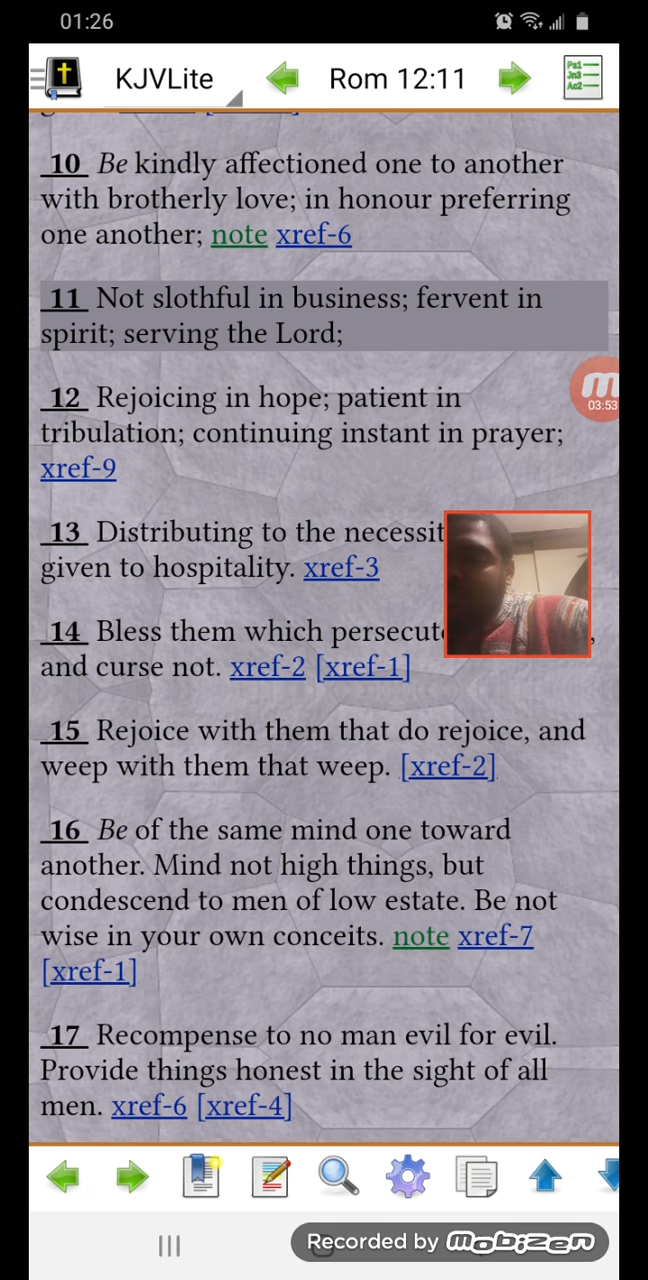 01:26
KJVLite
Rom 12:11
Ps1
Jn3
Ac2
10 Be kindly affectioned one to another
with brotherly love; in honour preferring
one another; note xref-6
11 Not slothful in business; fervent in
spirit; serving the Lord;
03:53
12 Rejoicing in hope; patient in
tribulation; continuing instant in prayer;
xref-9
13 Distributing to the necessit
given to hospitality. xref-3
14 Bless them which persecut
and curse not. xref-2 [xref-1]
15 Rejoice with them that do rejoice, and
weep with them that weep. [xref-2]
16 Be of the same mind one toward
another. Mind not high things, but
condescend to men of low estate. Be not
wise in your own conceits. note xref-7
[xref-1]
17 Recompense to no man evil for evil.
Provide things honest in the sight of all
men. xref-6 [xref-4]
Recorded by mobizen